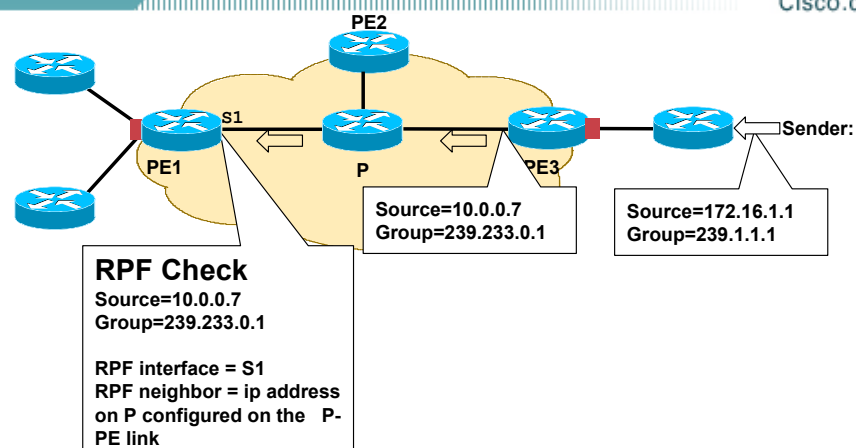 Cisco.c
PE2
S1
Sender:
PE1
P
PE3
Source=10.0.0.7
Group=239.233.0.1
Source=172.16.1.1
Group=239.1.1.1
RPF Check
Source=10.0.0.7
Group=239.233.0.1
RPF interface = S1
RPF neighbor = ip address
on P configured on the P-
PE link